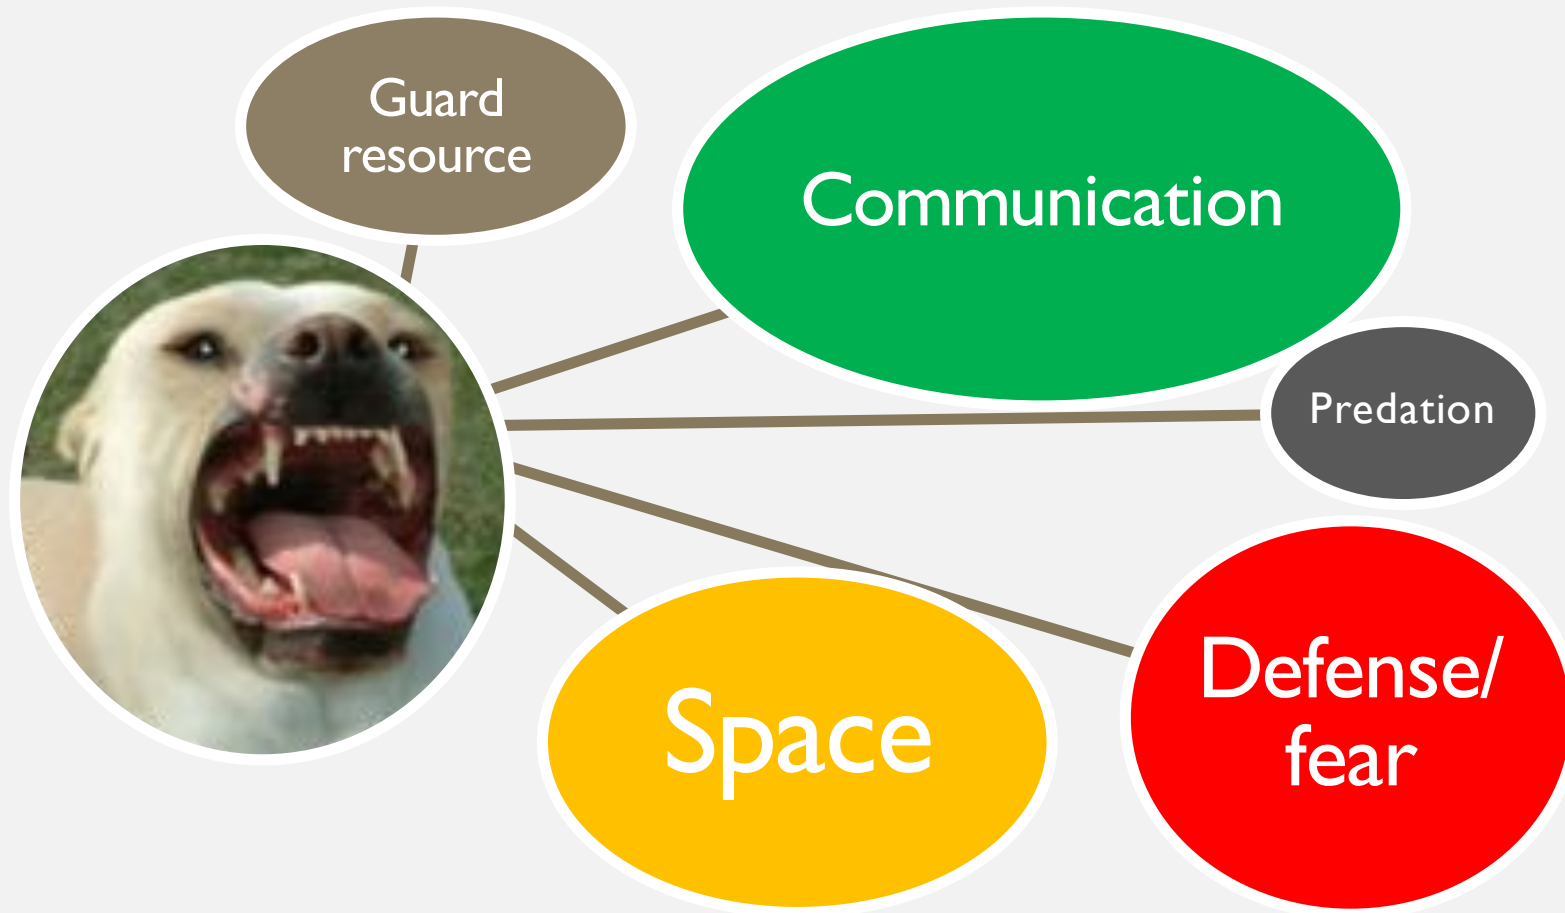 Guard
resource
Communication
Predation
Space
Defense/
fear